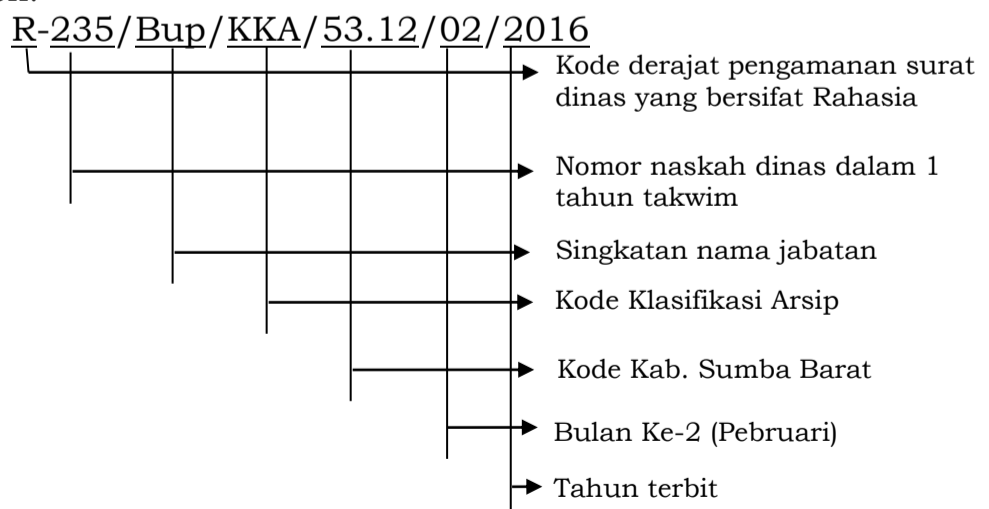 R-235/Bup/KKA/53.12/02/2016
Kode derajat pengamanan surat
dinas yang bersifat Rahasia
Nomor naskah dinas dalam 1
tahun takwim
Singkatan nama jabatan
Kode Klasifikasi Arsip
Kode Kab. Sumba Barat
Bulan Ke-2 (Pebruari)
Tahun terbit